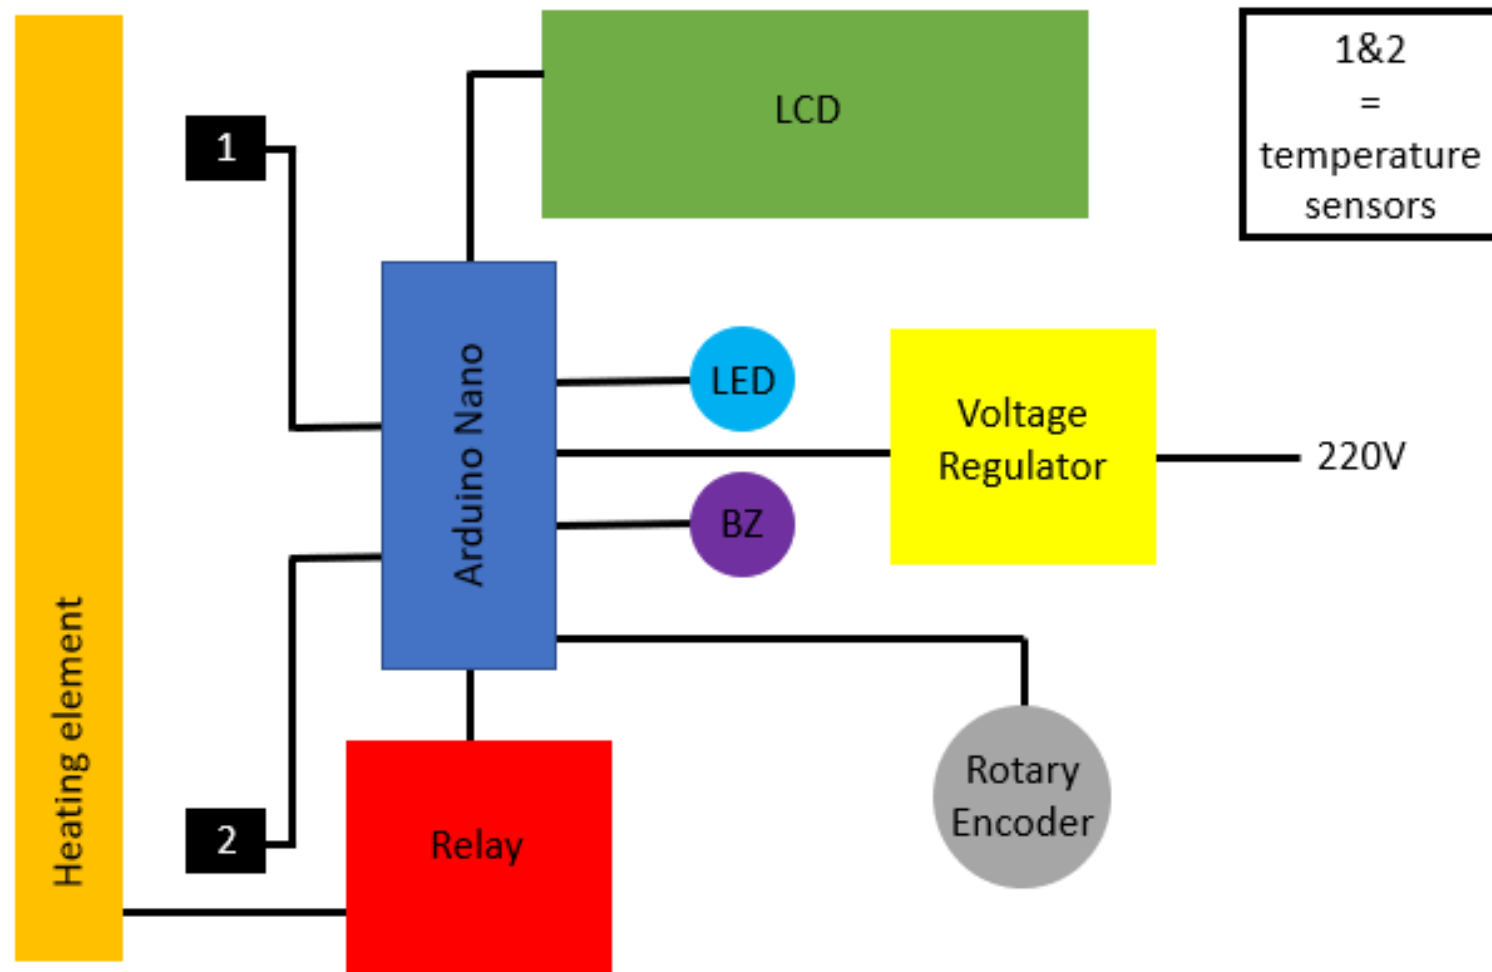 LCD
1&2
=
temperature
sensors
1
Arduino Nano
LED
Voltage
Regulator
220V
BZ
Heating element
2
Relay
Rotary
Encoder